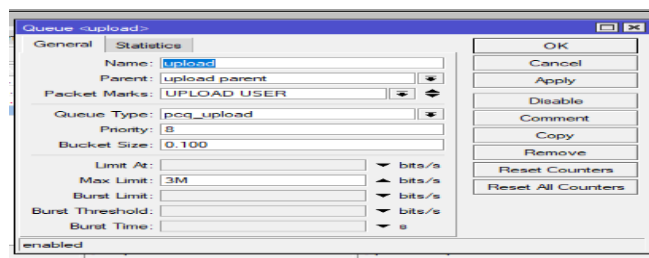 Queue <upload>
General Statistics
Name: upload
Parent: upload parent
Packet Marks: UPLOAD USER
Queue Type: pcq_upload
Priority: 8
Bucket Size: 0.100
Limit At: bits/s
Max Limit: 3M bits/s
Burst Limit: bits/s
Burst Threshold: bits/s
Burst Time: s
enabled
OK
Cancel
Apply
Disable
Comment
Copy
Remove
Reset Counters
Reset All Counters